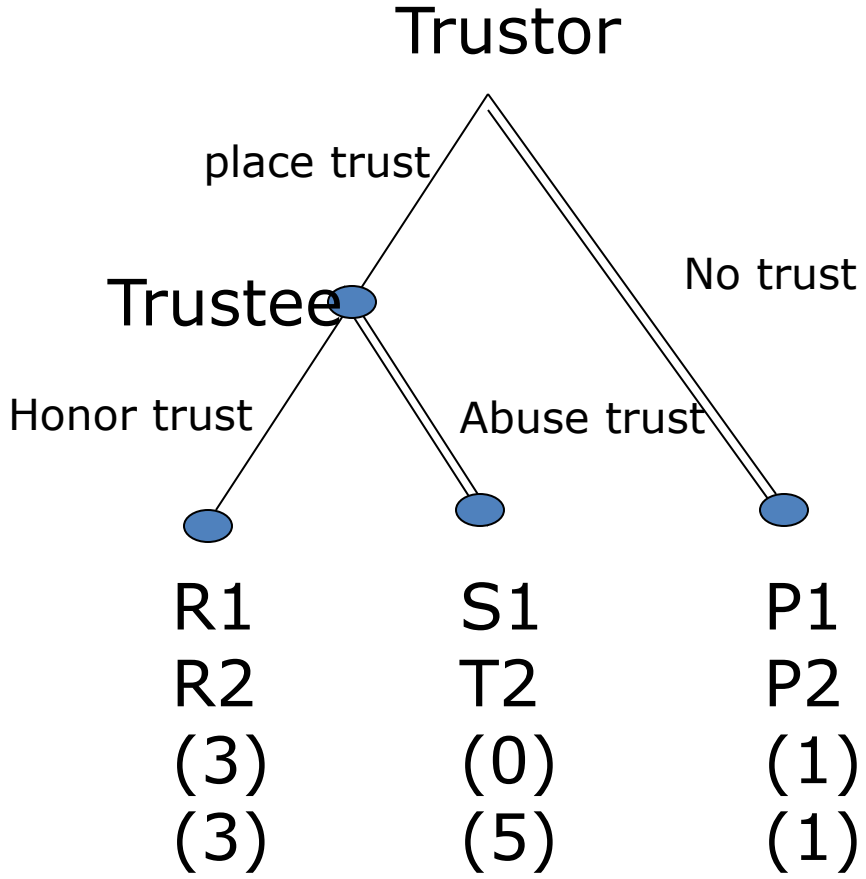 Trustor
place trust
No trust
Trustee
Honor trust
Abuse trust
R1 S1 P1
R2 T2 P2
(3) (0) (1)
(3) (5) (1)